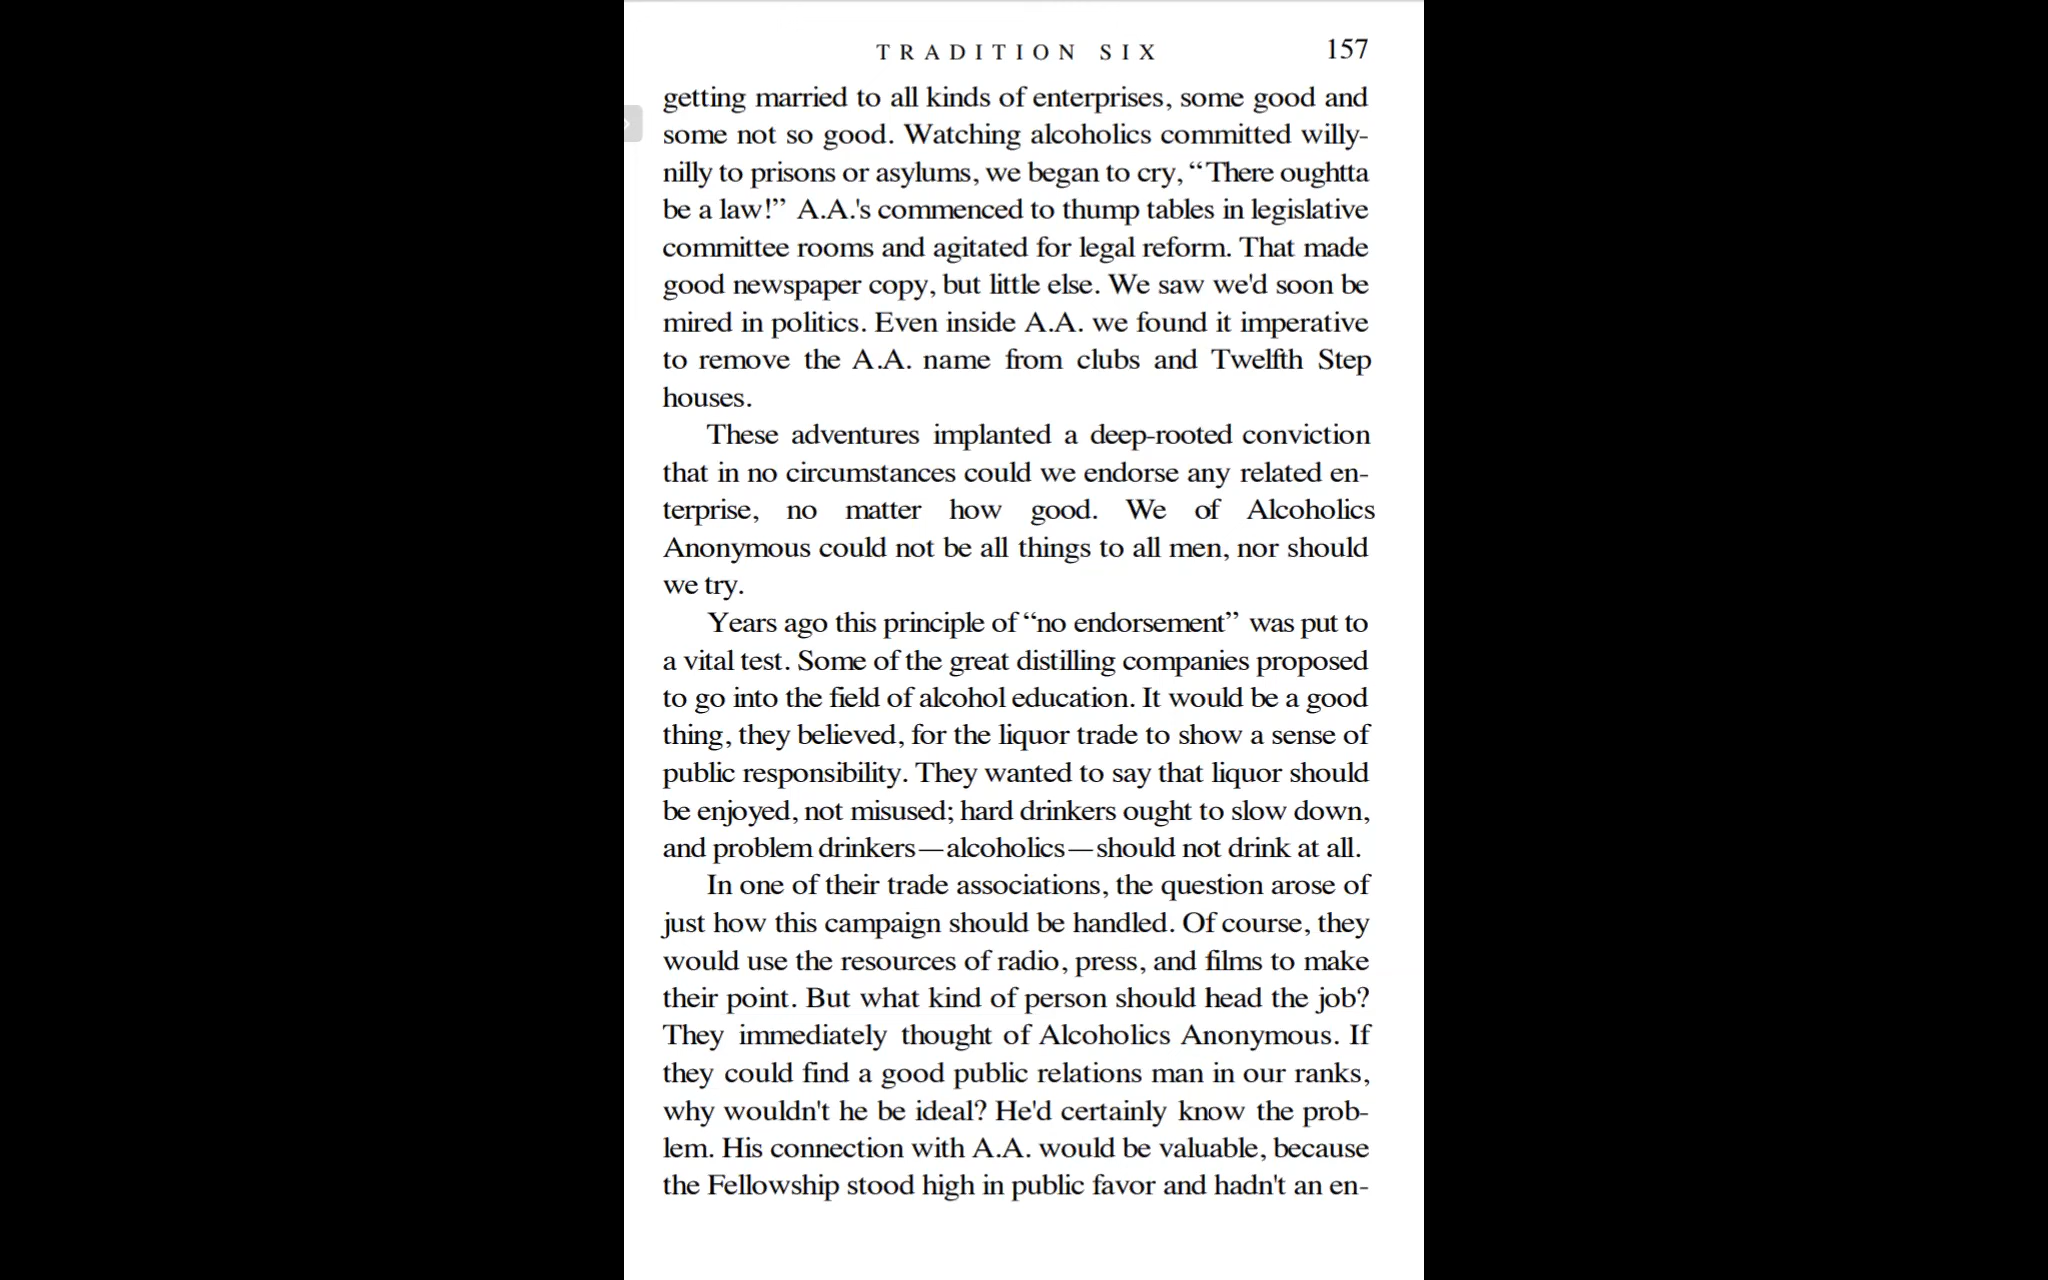 TRADITION SIX 157
getting married to all kinds of enterprises, some good and
some not so good. Watching alcoholics committed willy-
nilly to prisons or asylums, we began to cry, “There oughtta
be a law!” A.A.'s commenced to thump tables in legislative
committee rooms and agitated for legal reform. That made
good newspaper copy, but little else. We saw we'd soon be
mired in politics. Even inside A.A. we found it imperative
to remove the A.A. name from clubs and Twelfth Step
houses.
These adventures implanted a deep-rooted conviction
that in no circumstances could we endorse any related en-
terprise, no matter how good. We of Alcoholics
Anonymous could not be all things to all men, nor should
we try.
Years ago this principle of “no endorsement” was put to
a vital test. Some of the great distilling companies proposed
to go into the field of alcohol education. It would be a good
thing, they believed, for the liquor trade to show a sense of
public responsibility. They wanted to say that liquor should
be enjoyed, not misused; hard drinkers ought to slow down,
and problem drinkers—alcoholics—should not drink at all.
In one of their trade associations, the question arose of
just how this campaign should be handled. Of course, they
would use the resources of radio, press, and films to make
their point. But what kind of person should head the job?
They immediately thought of Alcoholics Anonymous. If
they could find a good public relations man in our ranks,
why wouldn't he be ideal? He'd certainly know the prob-
lem. His connection with A.A. would be valuable, because
the Fellowship stood high in public favor and hadn't an en-